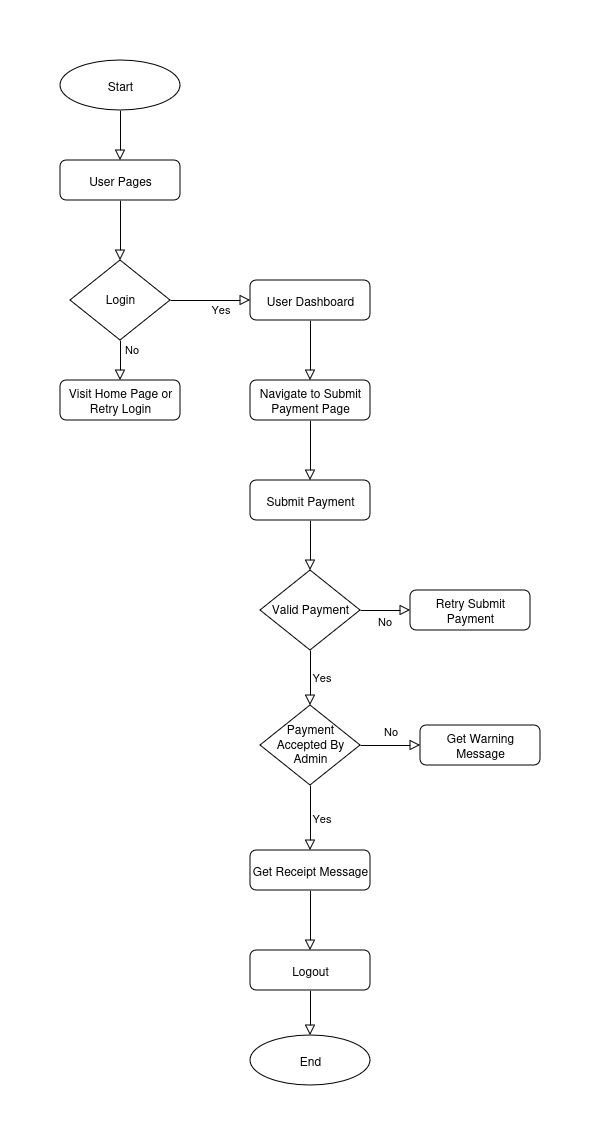 Start
User Pages
Login
Yes
User Dashboard
No
Visit Home Page or
Retry Login
Navigate to Submit
Payment Page
Submit Payment
Valid Payment
No
Retry Submit
Payment
Yes
Payment
Accepted By
Admin
No
Get Warning
Message
Yes
Get Receipt Message
Logout
End